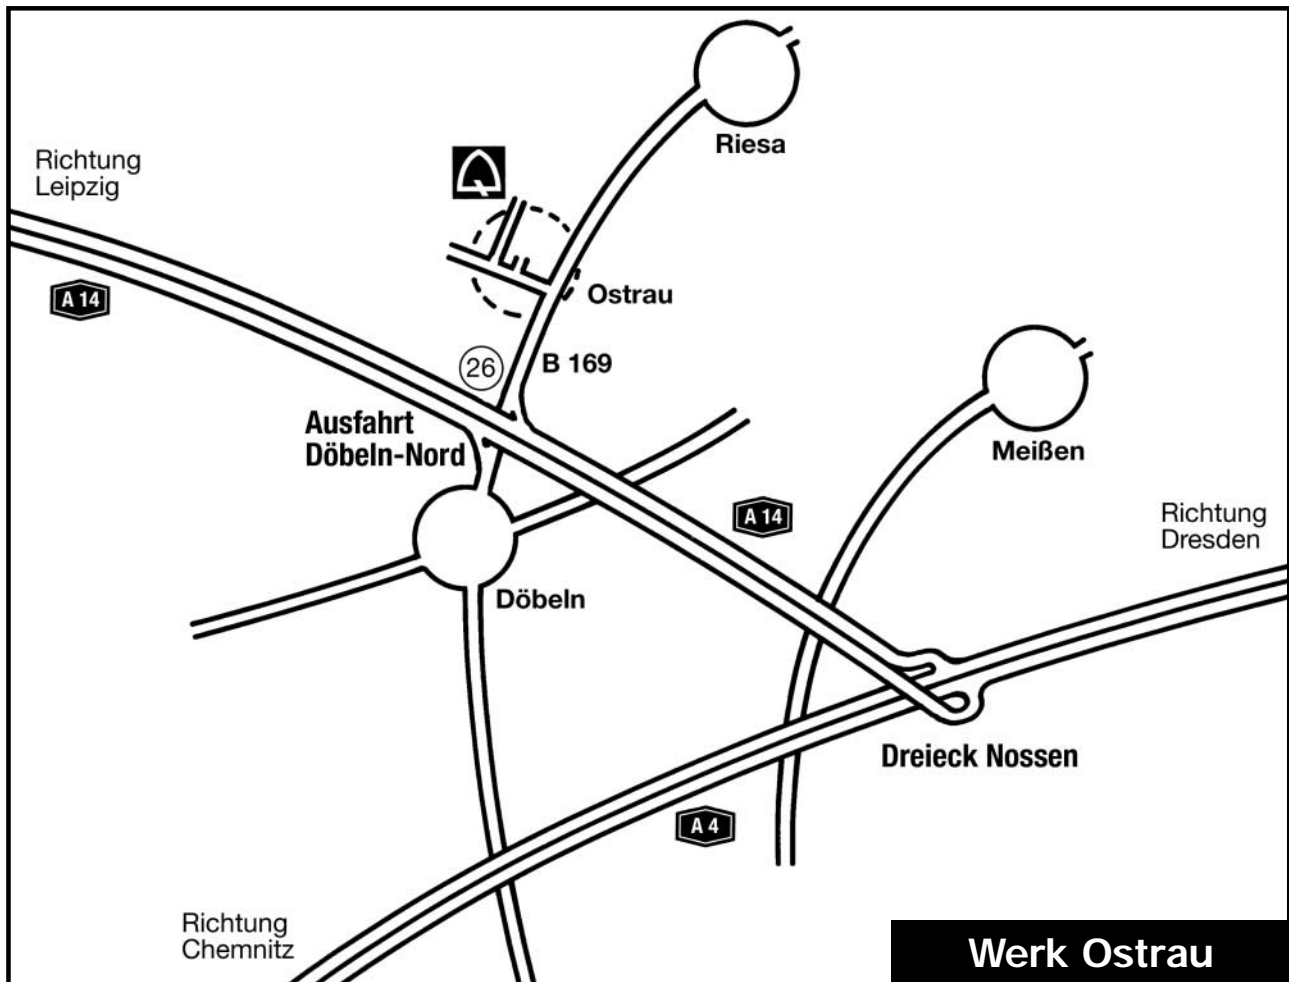 Riesa
Richtung
Leipzig
A 14
Ostrau
26
B 169
Ausfahrt
Döbeln-Nord
Meißen
A 14
Richtung
Dresden
Döbeln
Dreieck Nossen
A 4
Richtung
Chemnitz
Werk Ostrau